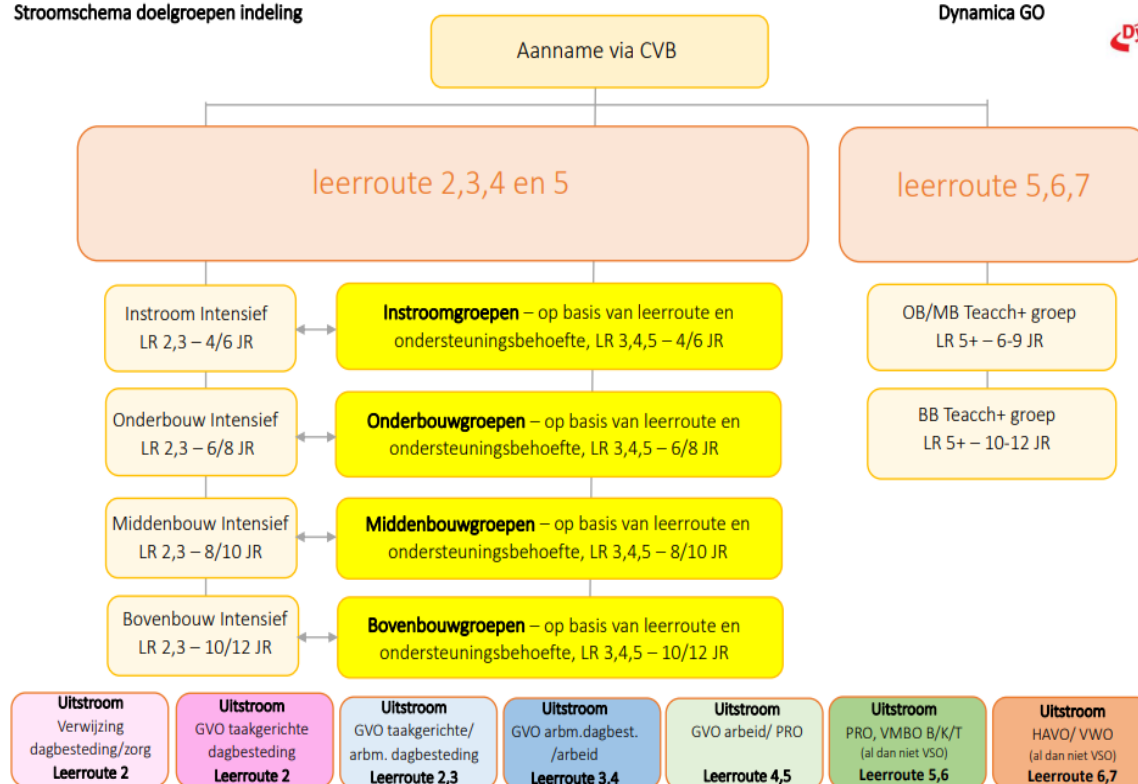 Stroomschema doelgroepen indeling
Dynamica GO
Aanname via CVB
leerroute 2,3,4 en 5
leerroute 5,6,7
Instroom Intensief
LR 2,3 – 4/6 JR
Instroomgroepen – op basis van leerroute en
ondersteuningsbehoefte, LR 3,4,5 – 4/6 JR
OB/MB Teacch+ groep
LR 5+ – 6-9 JR
Onderbouw Intensief
LR 2,3 – 6/8 JR
Onderbouwgroepen – op basis van leerroute en
ondersteuningsbehoefte, LR 3,4,5 – 6/8 JR
BB Teacch+ groep
LR 5+ – 10-12 JR
Middenbouw Intensief
LR 2,3 – 8/10 JR
Middenbouwgroepen – op basis van leerroute en
ondersteuningsbehoefte, LR 3,4,5 – 8/10 JR
Bovenbouw Intensief
LR 2,3 – 10/12 JR
Bovenbouwgroepen – op basis van leerroute en
ondersteuningsbehoefte, LR 3,4,5 – 10/12 JR
Uitstroom
Verwijzing
dagbesteding/zorg
Leerroute 2
Uitstroom
GVO taakgerichte
dagbesteding
Leerroute 2
Uitstroom
GVO taakgerichte/
arbm. dagbesteding
Leerroute 2,3
Uitstroom
GVO arbm.dagbest.
/arbeid
Leerroute 3,4
Uitstroom
GVO arbeid/ PRO
Leerroute 4,5
Uitstroom
PRO, VMBO B/K/T
(al dan niet VSO)
Leerroute 5,6
Uitstroom
HAVO/ VWO
(al dan niet VSO)
Leerroute 6,7